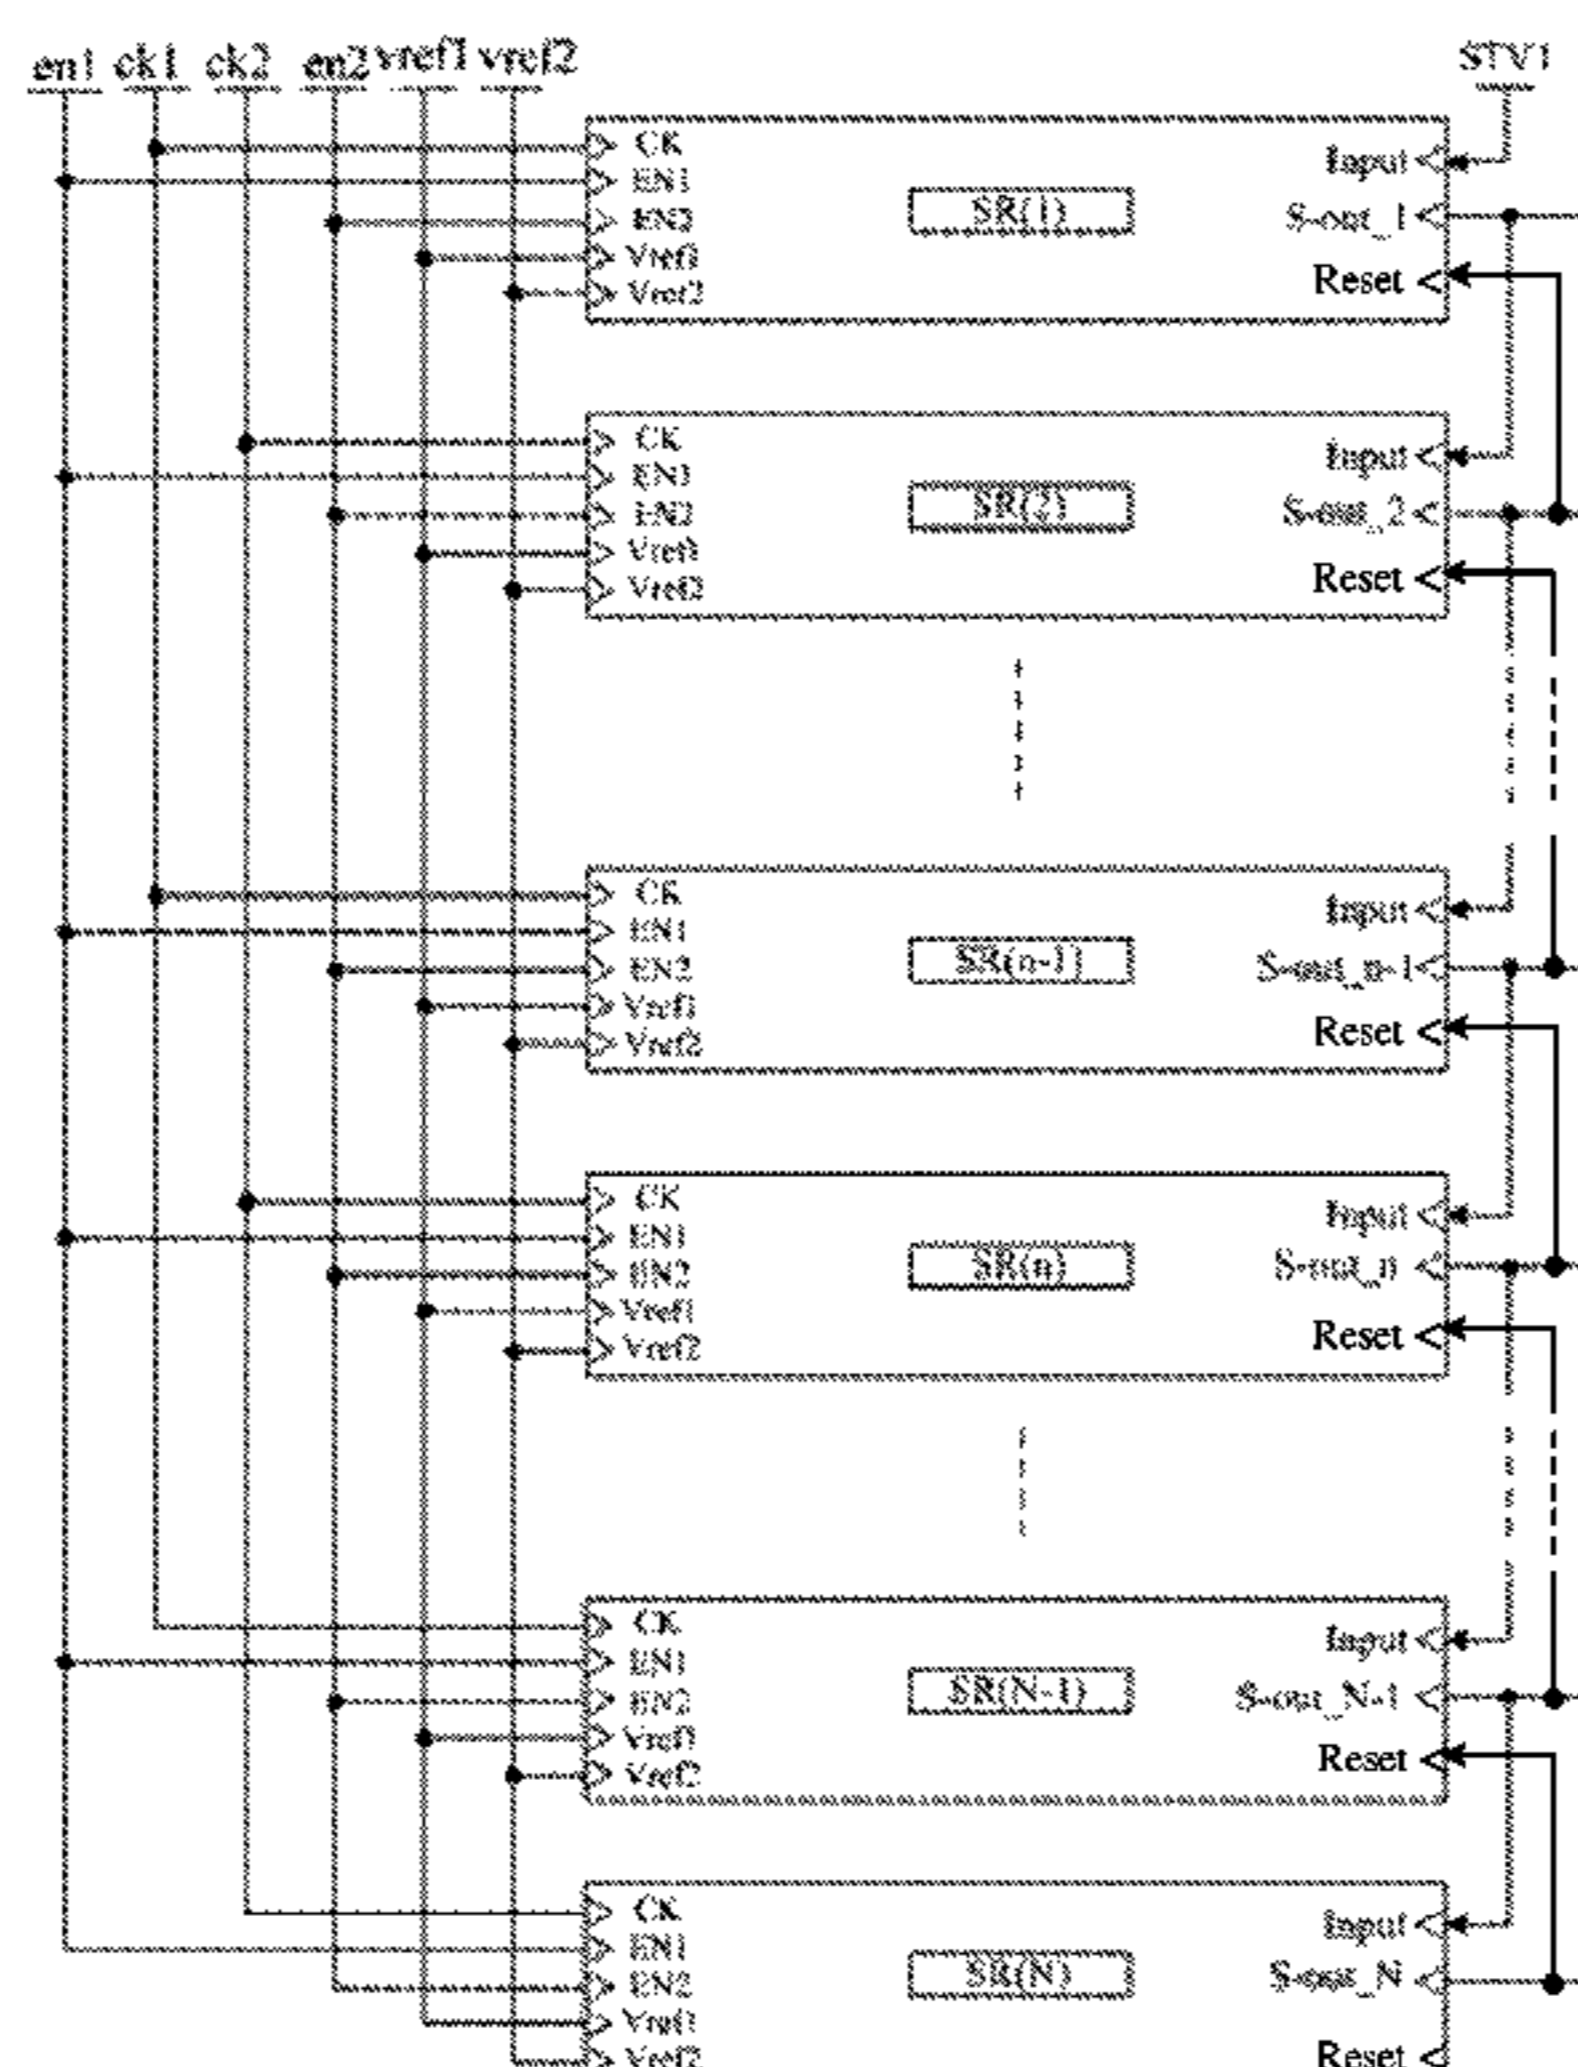 en1 ck1 ck2 en2 vref1 vref2 STV1
CK
EN1
EN2
Vref1
Vref2
SR(1)
Input
S-out_1
Reset
CK
EN1
EN2
Vref1
Vref2
SR(2)
Input
S-out_2
Reset
CK
EN1
EN2
Vref1
Vref2
SR(n-1)
Input
S-out_n-1
Reset
CK
EN1
EN2
Vref1
Vref2
SR(n)
Input
S-out_n
Reset
CK
EN1
EN2
Vref1
Vref2
SR(N-1)
Input
S-out_N-1
Reset
CK
EN1
EN2
Vref1
Vref2
SR(N)
Input
S-out_N
Reset